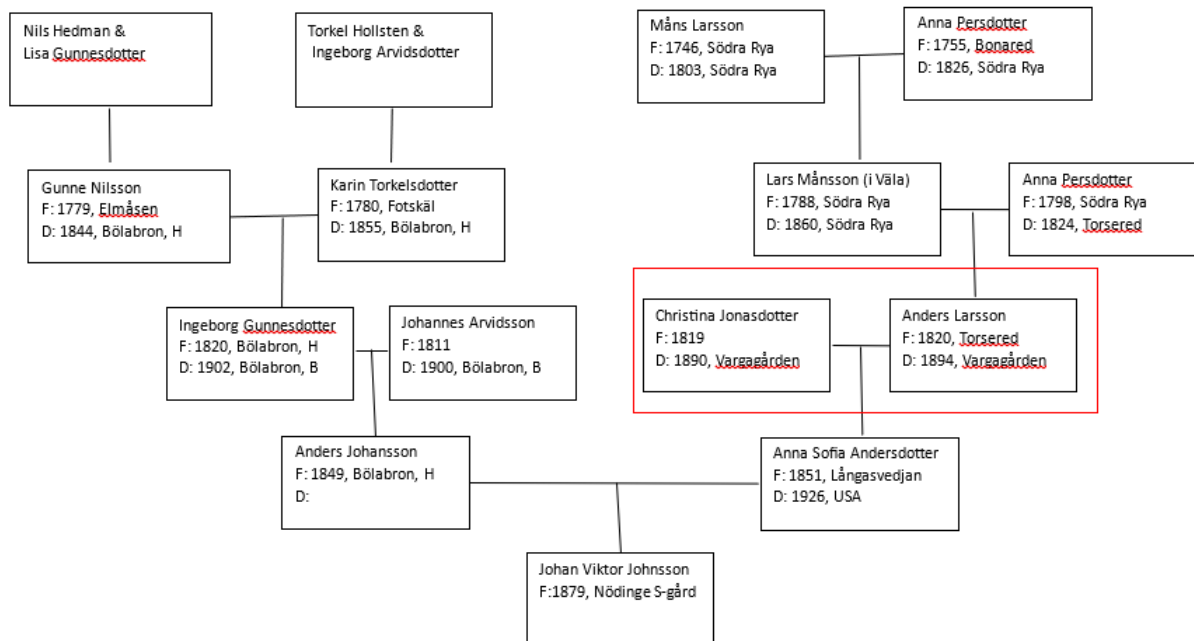 Nils Hedman &
Lisa Gunnesdotter
Torkel Hollsten &
Ingeborg Arvidsdotter
Måns Larsson
F: 1746, Södra Rya
D: 1803, Södra Rya
Anna Persdotter
F: 1755, Bonared
D: 1826, Södra Rya
Gunne Nilsson
F: 1779, Elmåsen
D: 1844, Bölabron, H
Karin Torkelsdotter
F: 1780, Fotskäl
D: 1855, Bölabron, H
Lars Månsson (i Väla)
F: 1788, Södra Rya
D: 1860, Södra Rya
Anna Persdotter
F: 1798, Södra Rya
D: 1824, Torsered
Ingeborg Gunnesdotter
F: 1820, Bölabron, H
D: 1902, Bölabron, B
Johannes Arvidsson
F: 1811
D: 1900, Bölabron, B
Christina Jonasdotter
F: 1819
D: 1890, Vargagården
Anders Larsson
F: 1820, Torsered
D: 1894, Vargagården
Anders Johansson
F: 1849, Bölabron, H
D:
Anna Sofia Andersdotter
F: 1851, Långasvedjan
D: 1926, USA
Johan Viktor Johnsson
F:1879, Nödinge S-gård